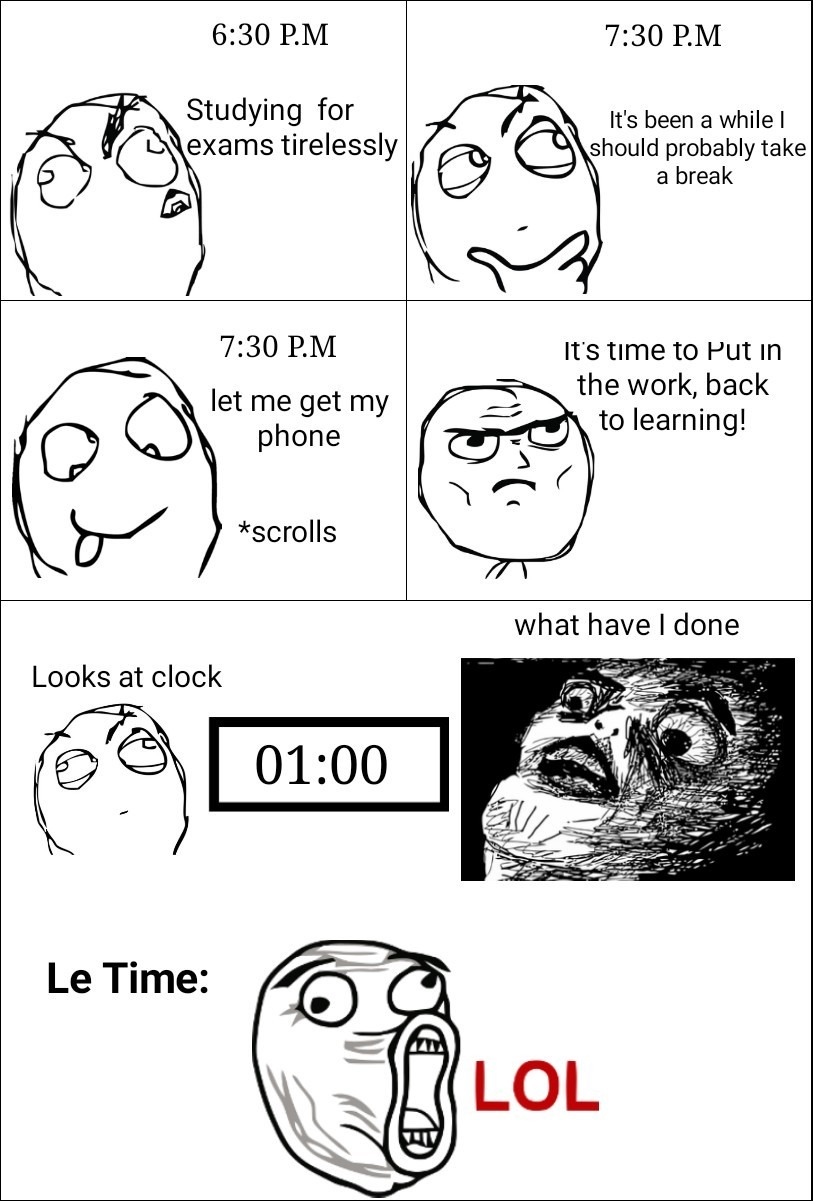 6:30 P.M
Studying for
exams tirelessly
7:30 P.M
It's been a while I
should probably take
a break
7:30 P.M
let me get my
phone
*scrolls
It's time to Put in
the work, back
to learning!
what have I done
Looks at clock
01:00
Le Time:
LOL